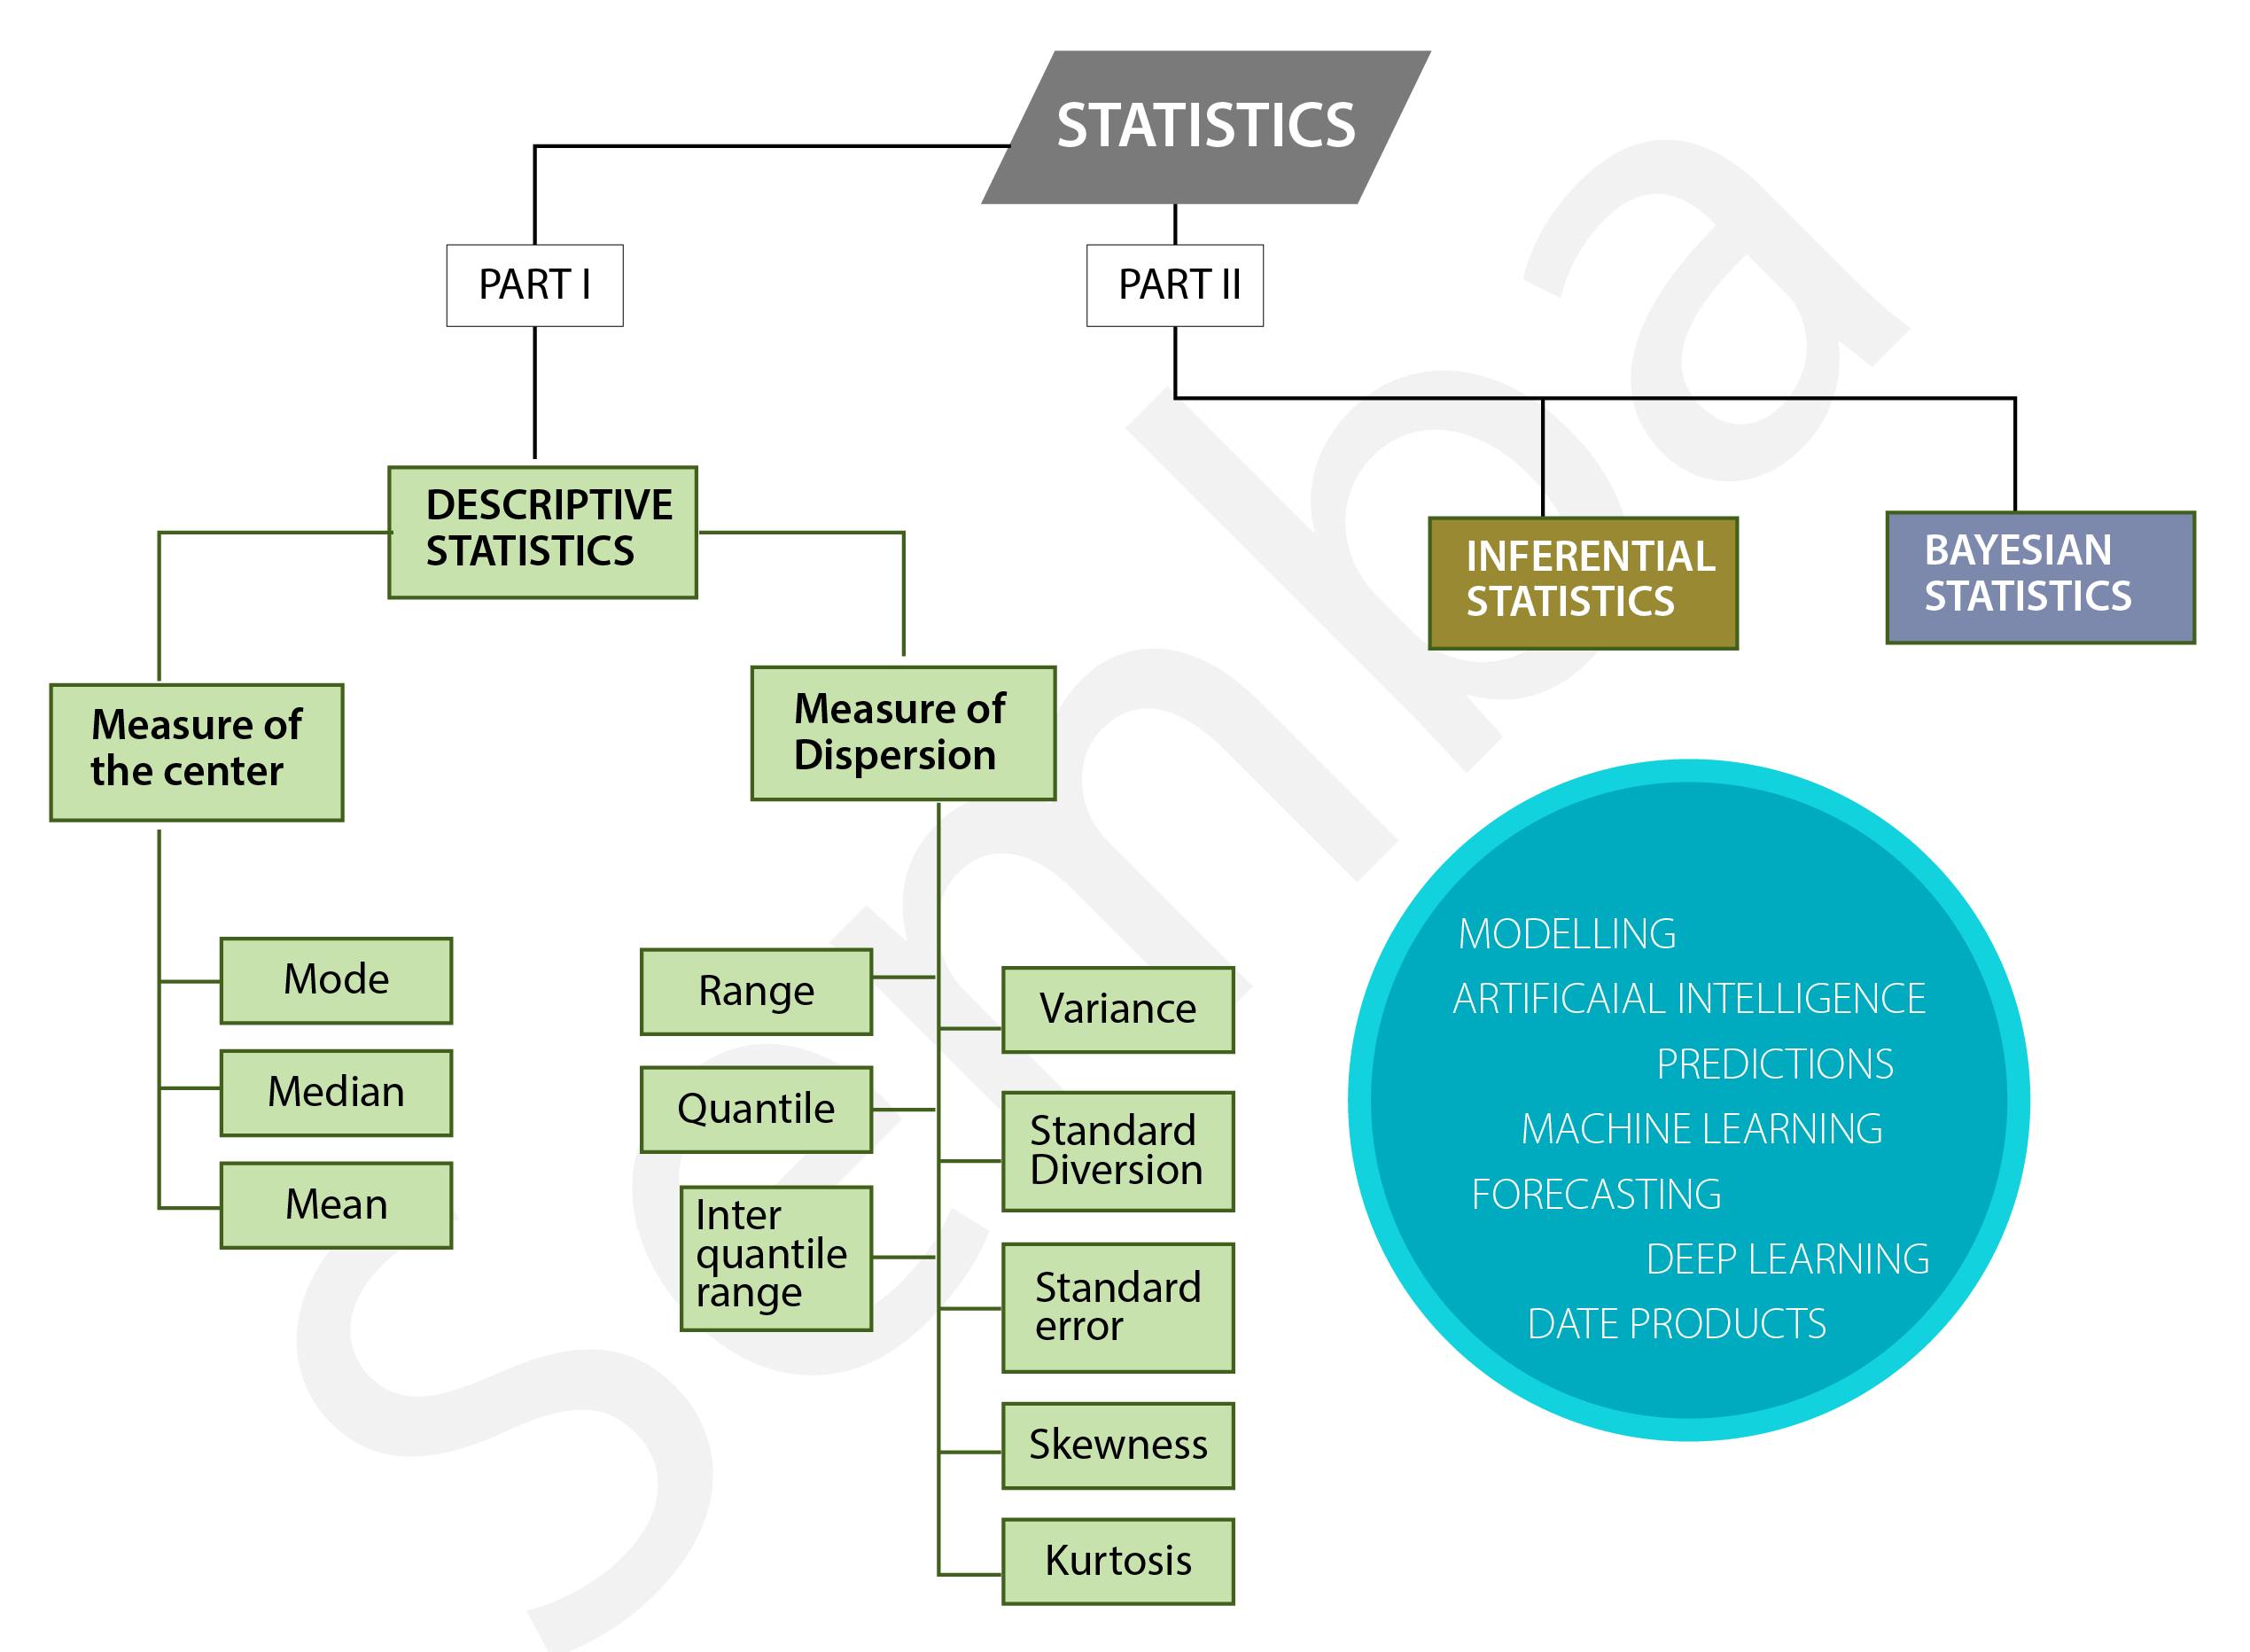 STATISTICS
PART I
PART II
DESCRIPTIVE
STATISTICS
INFERENTIAL
STATISTICS
BAYESIAN
STATISTICS
Measure of
the center
Measure of
Dispersion
Mode
Median
Mean
Range
Quantile
Inter
quantile
range
Variance
Standard
Diversion
Standard
error
Skewness
Kurtosis
MODELLING
ARTIFICAIAL INTELLIGENCE
PREDICTIONS
MACHINE LEARNING
FORECASTING
DEEP LEARNING
DATE PRODUCTS
Semba